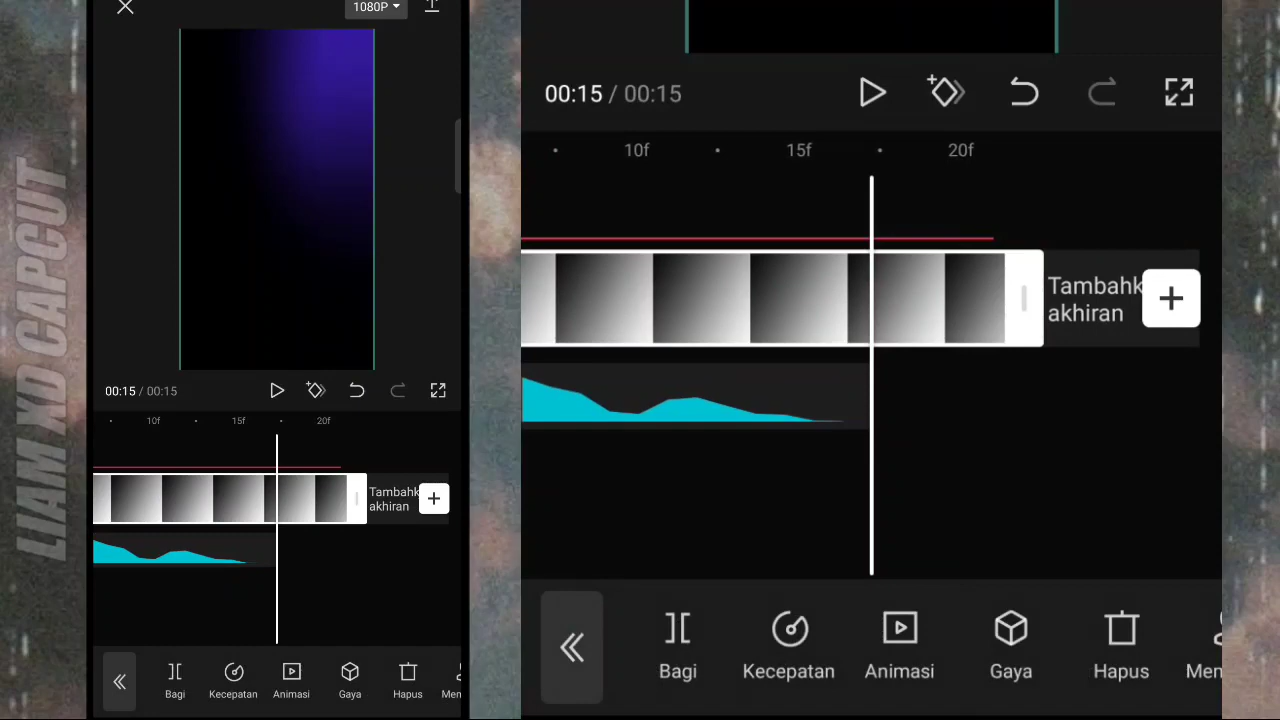 LIAM XD CAPCUT
1080P
00:15 / 00:15
10f
15f
20f
Tambahk
akhiran
Bagi
Kecepatan
Animasi
Gaya
Hapus
Men
00:15 / 00:15
10f
15f
20f
Tambahk
akhiran
Bagi
Kecepatan
Animasi
Gaya
Hapus
Men